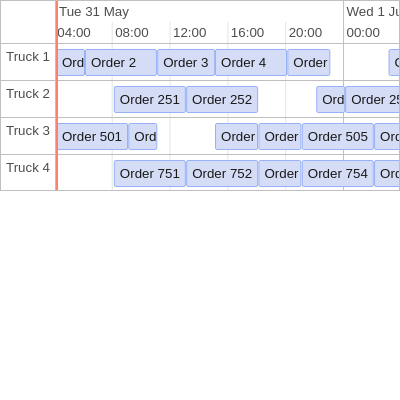 Tue 31 May Wed 1 Ju
04:00 08:00 12:00 16:00 20:00 00:00
Truck 1 Ord Order 2 Order 3 Order 4 Order
Truck 2 Order 251 Order 252 Ord Order 25
Truck 3 Order 501 Ord Order Order Order 505 Ord
Truck 4 Order 751 Order 752 Order Order 754 Ord